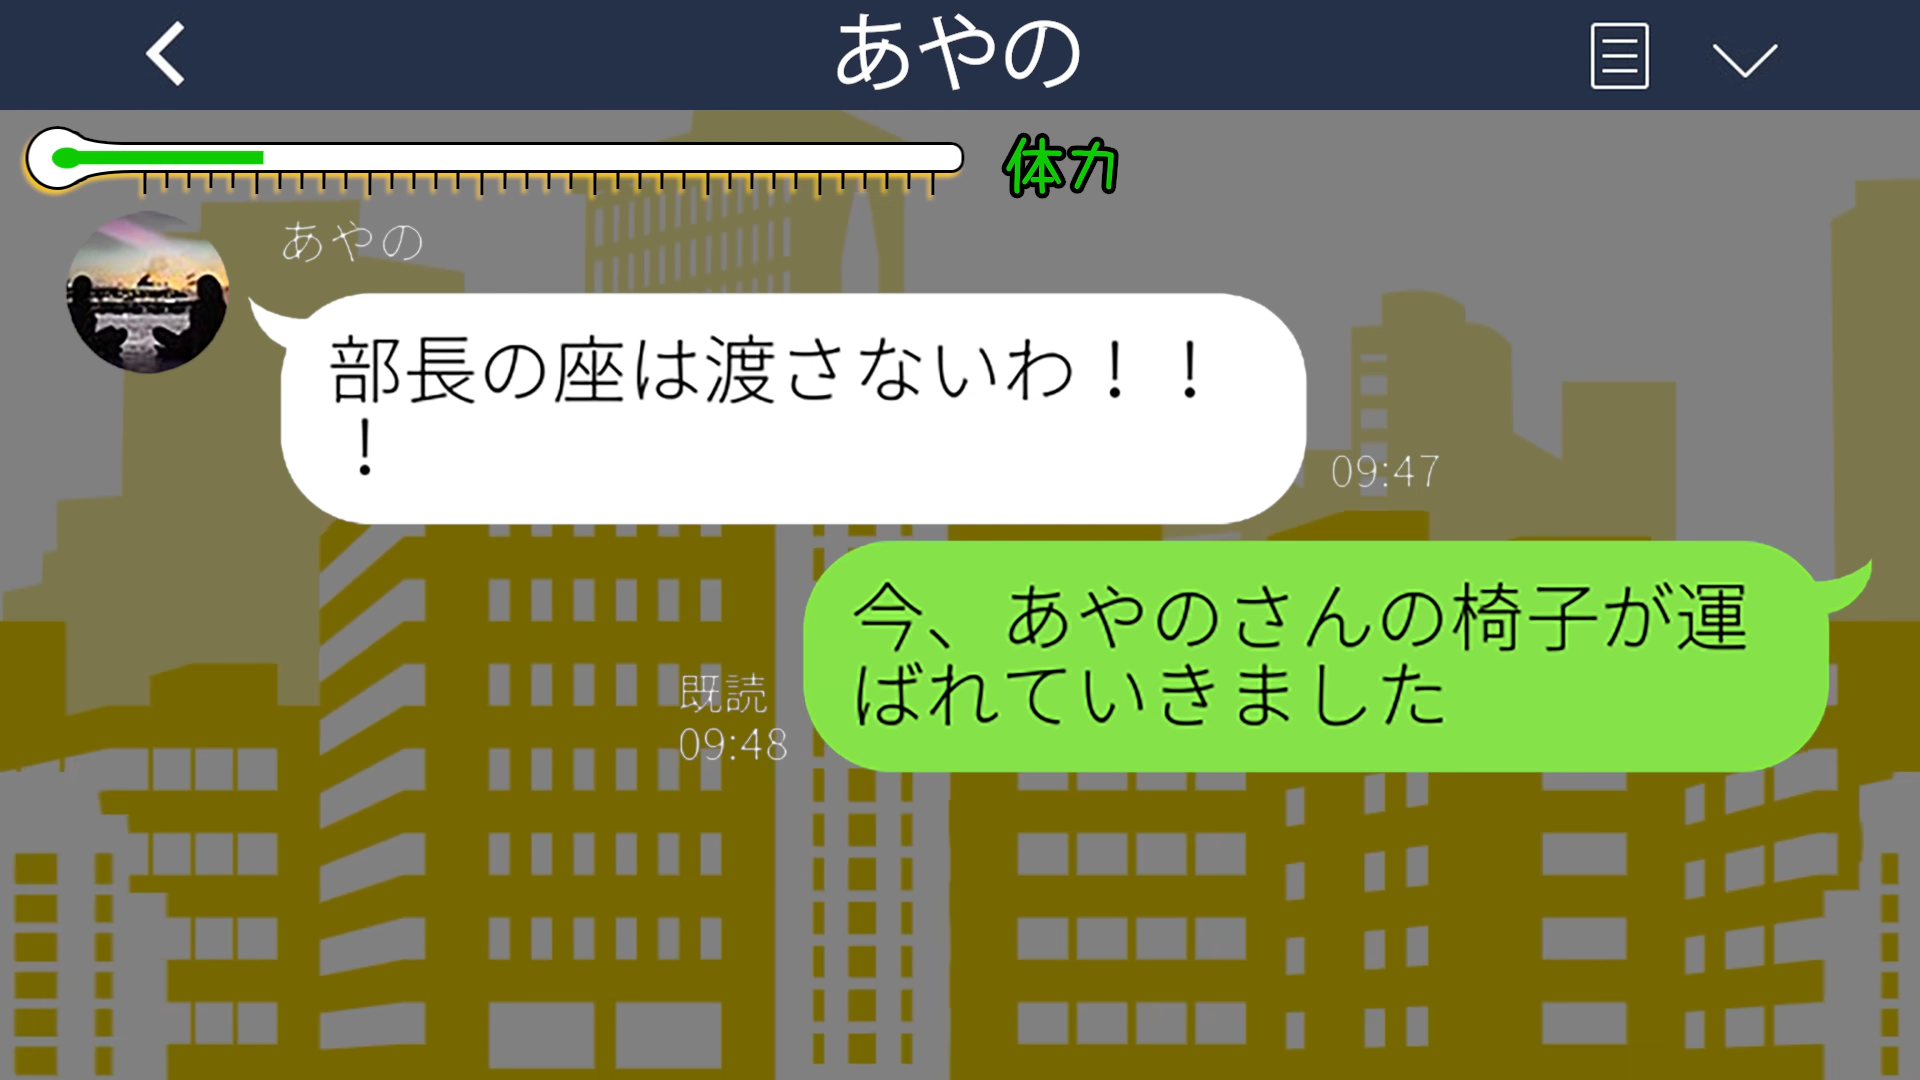 あやの
体力
あやの
部長の座は渡さないわ！！
！
09:47
今、あやのさんの椅子が運
ばれていきました
既読
09:48